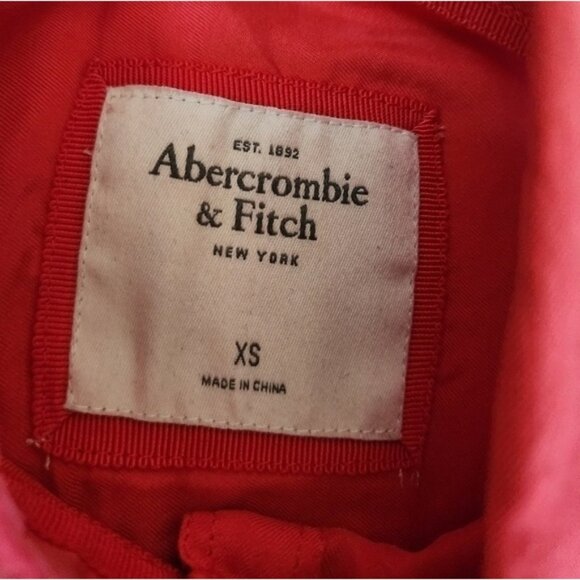 EST. 1892
Abercrombie
& Fitch
NEW YORK
XS
MADE IN CHINA